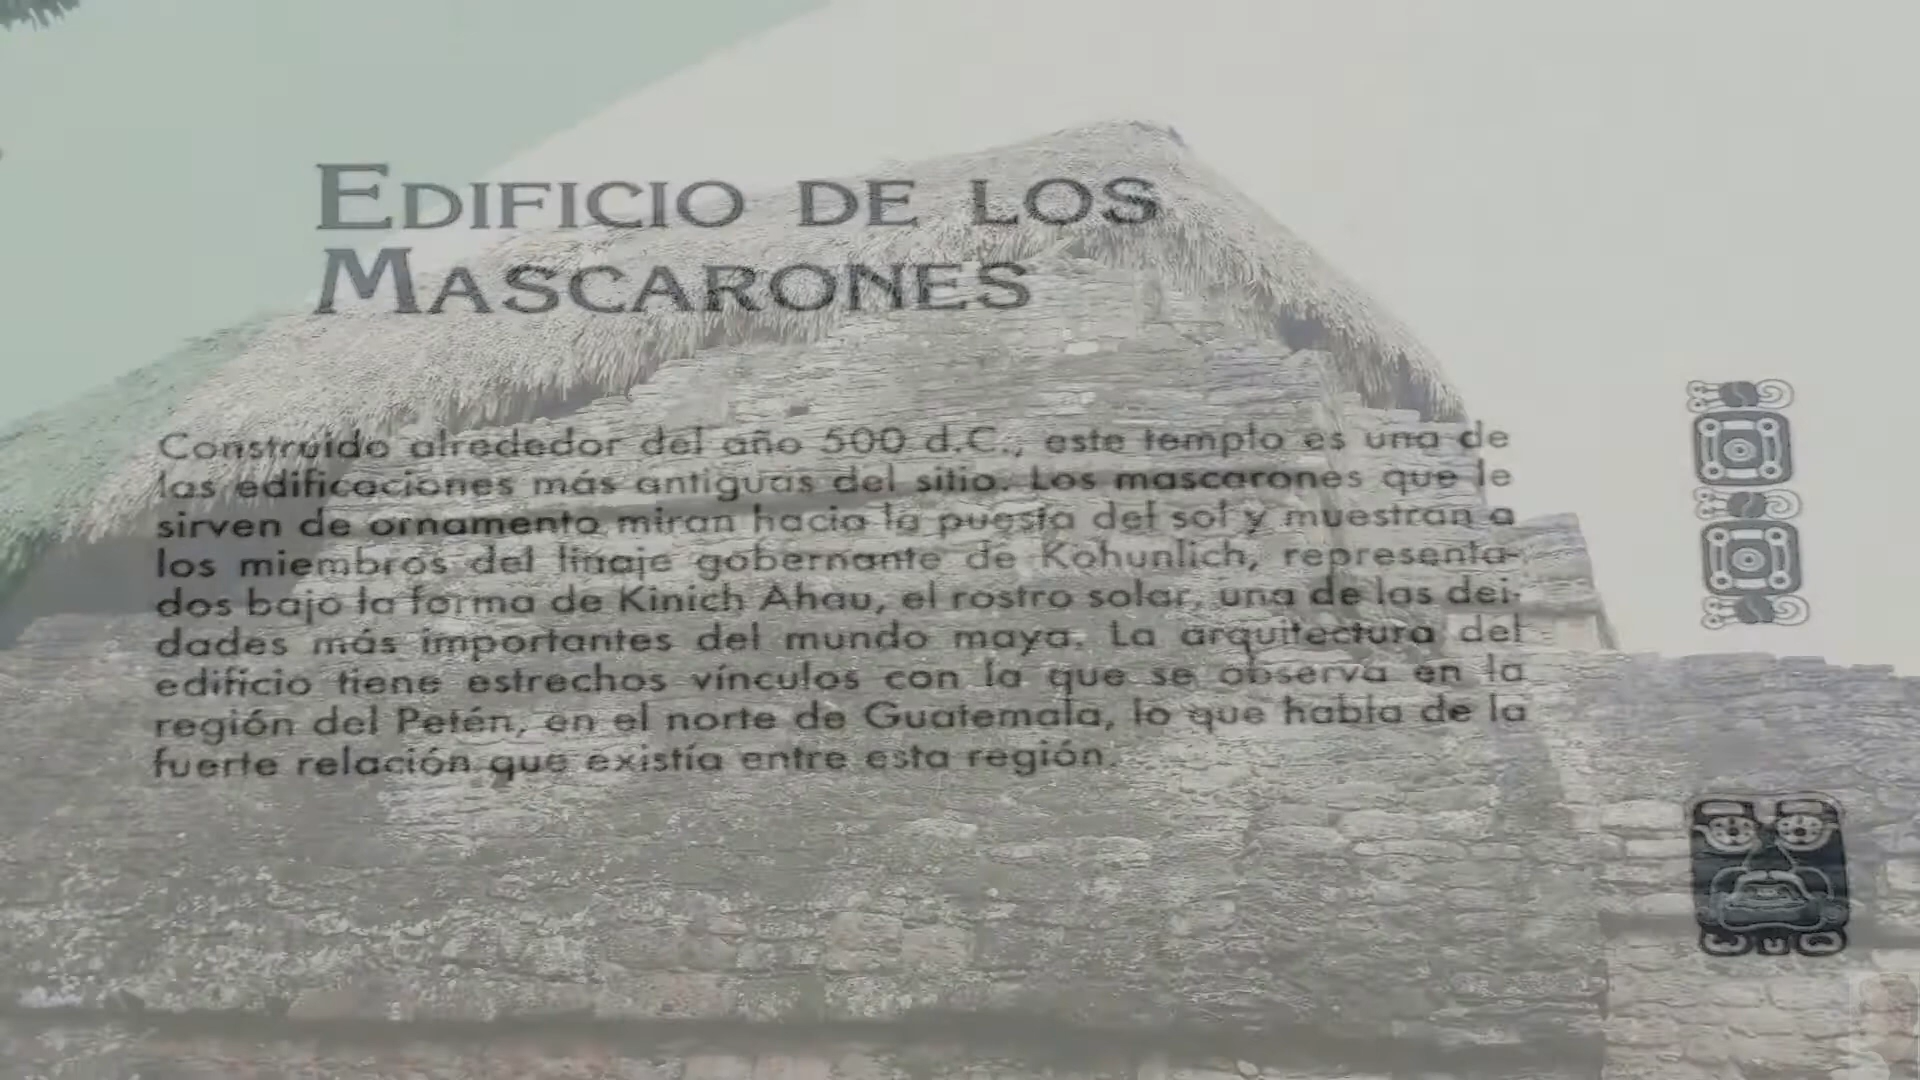 EDIFICIO DE LOS
MASCARONES
Construido alrededor del año 500 d.C., este templo es una de
las edificaciones más antiguas del sitio. Los mascarones que le
sirven de ornamento miran hacia la puesta del sol y muestran a
los miembros del linaje gobernante de Kohunlich, representa-
dos bajo la forma de Kinich Ahau, el rostro solar, una de las dei-
dades más importantes del mundo maya. La arquitectura del
edificio tiene estrechos vínculos con la que se observa en la
región del Petén, en el norte de Guatemala, lo que habla de la
fuerte relación que existía entre esta región.